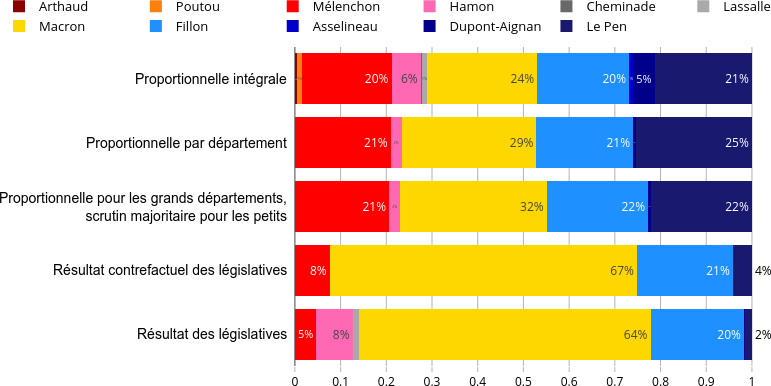 Arthaud Poutou Mélenchon Hamon Cheminade Lassalle
Macron Fillon Asselineau Dupont-Aignan Le Pen
Proportionnelle intégrale 20% 6% 24% 20% 5% 21%
Proportionnelle par département 21% 29% 21% 25%
Proportionnelle pour les grands départements,
scrutin majoritaire pour les petits 21% 32% 22% 22%
Résultat contrefactuel des législatives 8% 67% 21% 4%
Résultat des législatives 5% 8% 64% 20% 2%
0 0.1 0.2 0.3 0.4 0.5 0.6 0.7 0.8 0.9 1